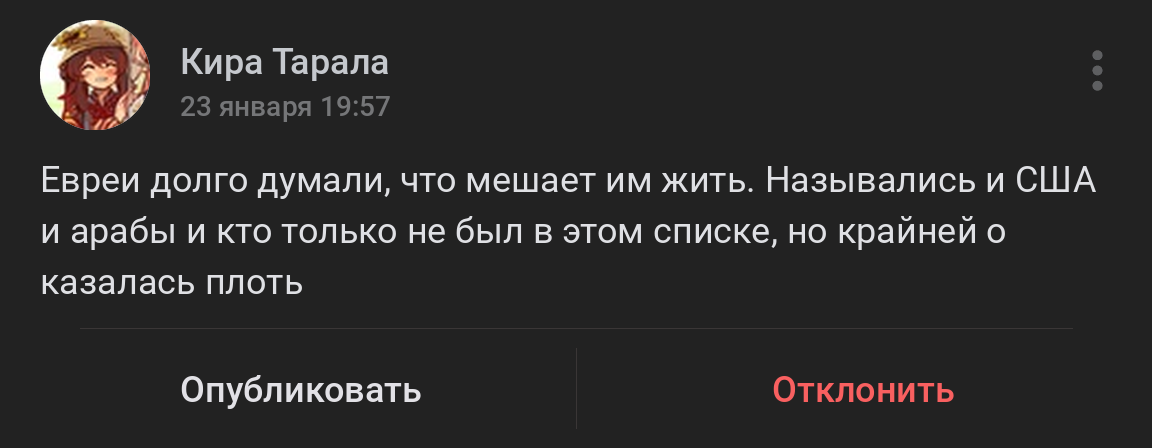 Кира Тарала
23 января 19:57
Евреи долго думали, что мешает им жить. Назывались и США
и арабы и кто только не был в этом списке, но крайней о
казалась плоть
Опубликовать
Отклонить